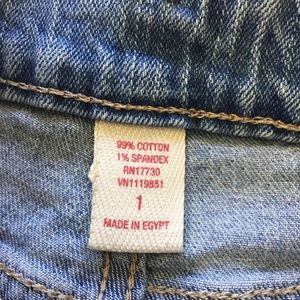 99% COTTON
1% SPANDEX
RN17730
VN1119851
1
MADE IN EGYPT